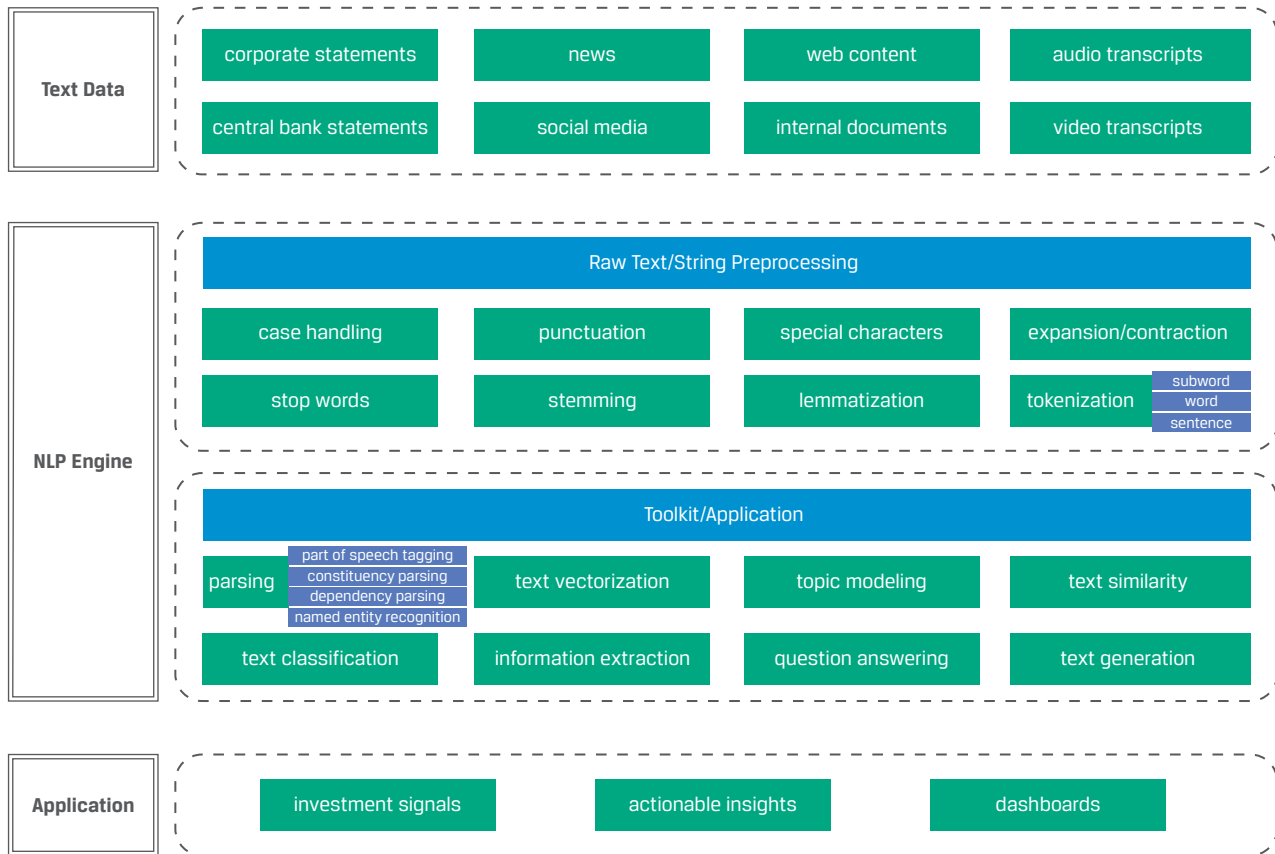 Text Data
corporate statements
news
web content
audio transcripts
central bank statements
social media
internal documents
video transcripts
NLP Engine
Raw Text/String Preprocessing
case handling
punctuation
special characters
expansion/contraction
stop words
stemming
lemmatization
tokenization
subword
word
sentence
Toolkit/Application
parsing
part of speech tagging
constituency parsing
dependency parsing
named entity recognition
text vectorization
topic modeling
text similarity
text classification
information extraction
question answering
text generation
Application
investment signals
actionable insights
dashboards